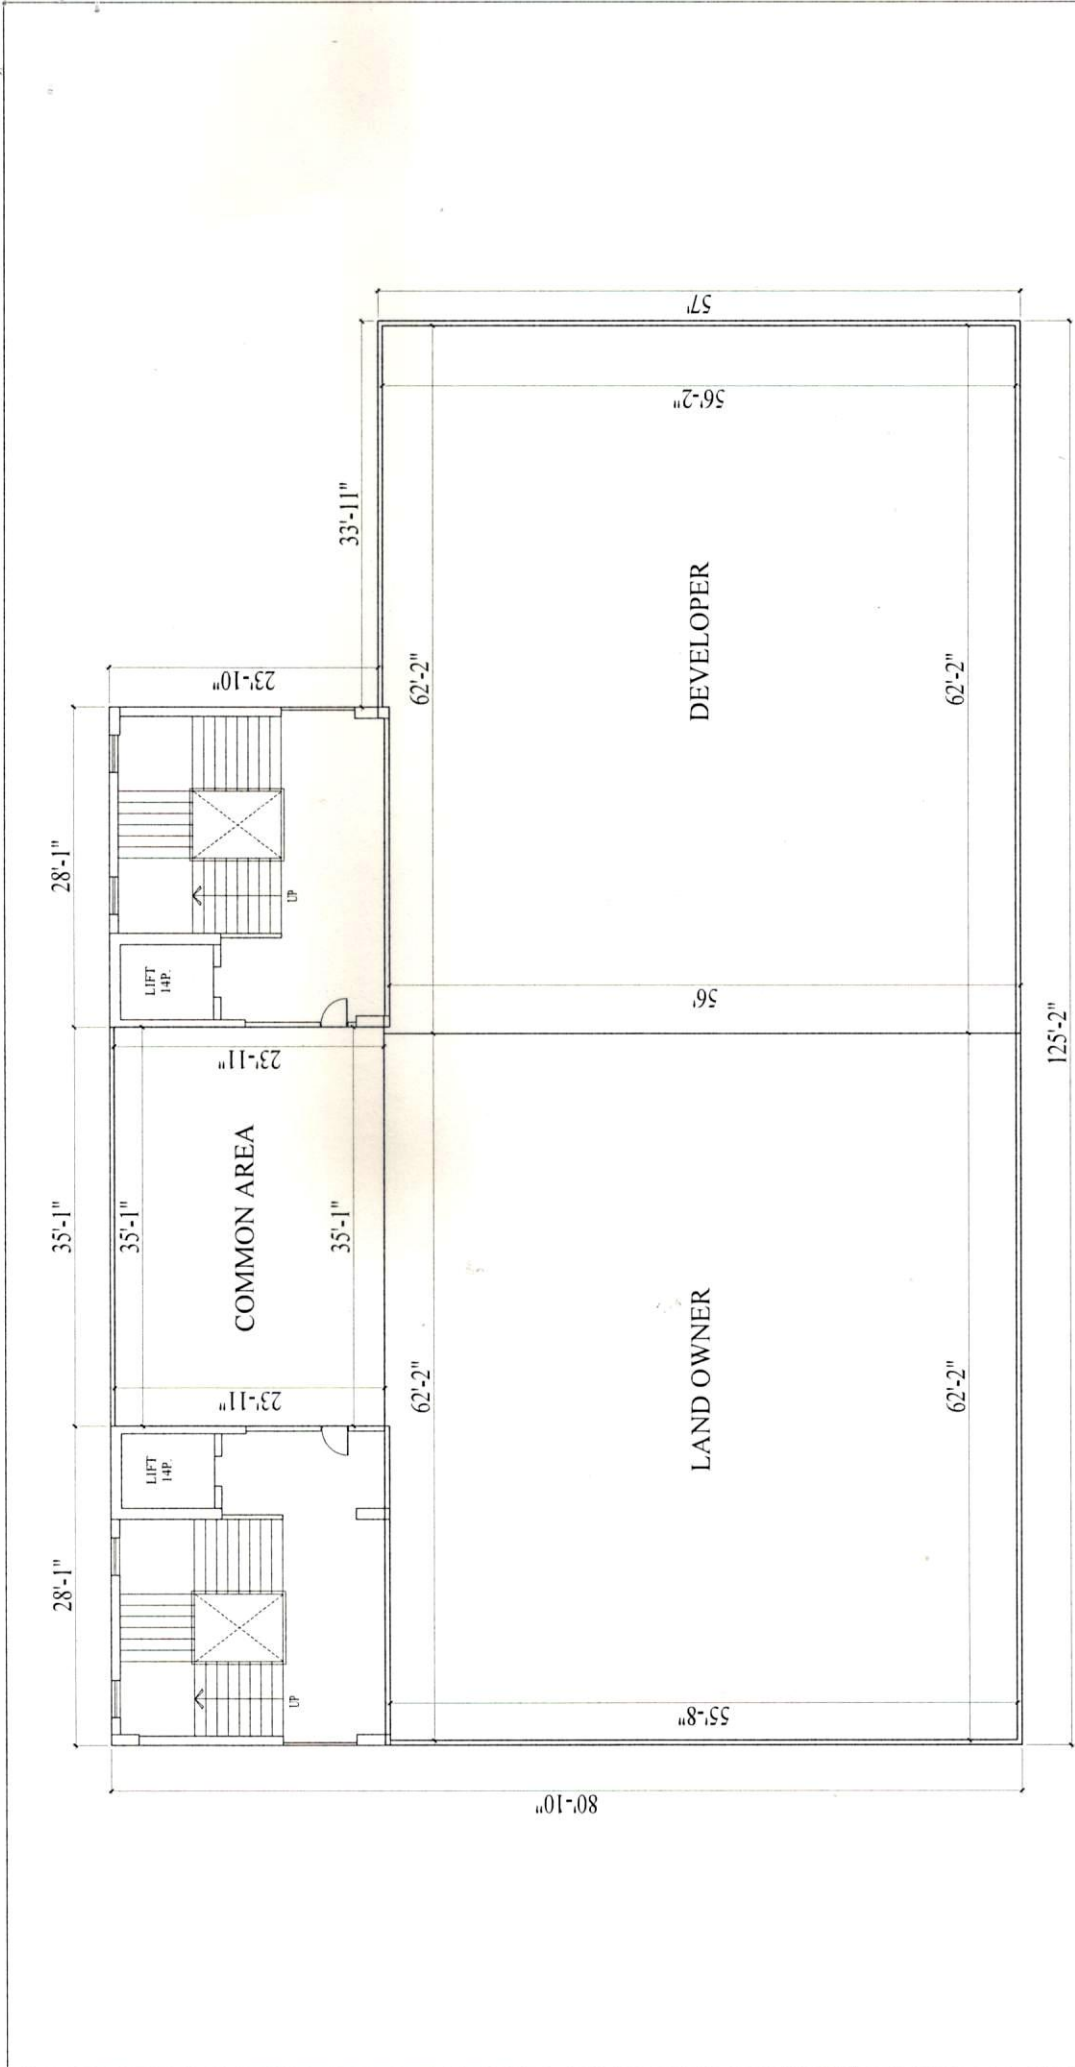 28'-1"
35'-1"
28'-1"
80'-10"
LIFT
14P.
UP
23'-11"
35'-1"
COMMON AREA
35'-1"
23'-11"
LIFT
14P.
UP
23'-10"
33'-11"
62'-2"
62'-2"
55'-8"
LAND OWNER
56'
DEVELOPER
56'-2"
57'
62'-2"
62'-2"
125'-2"